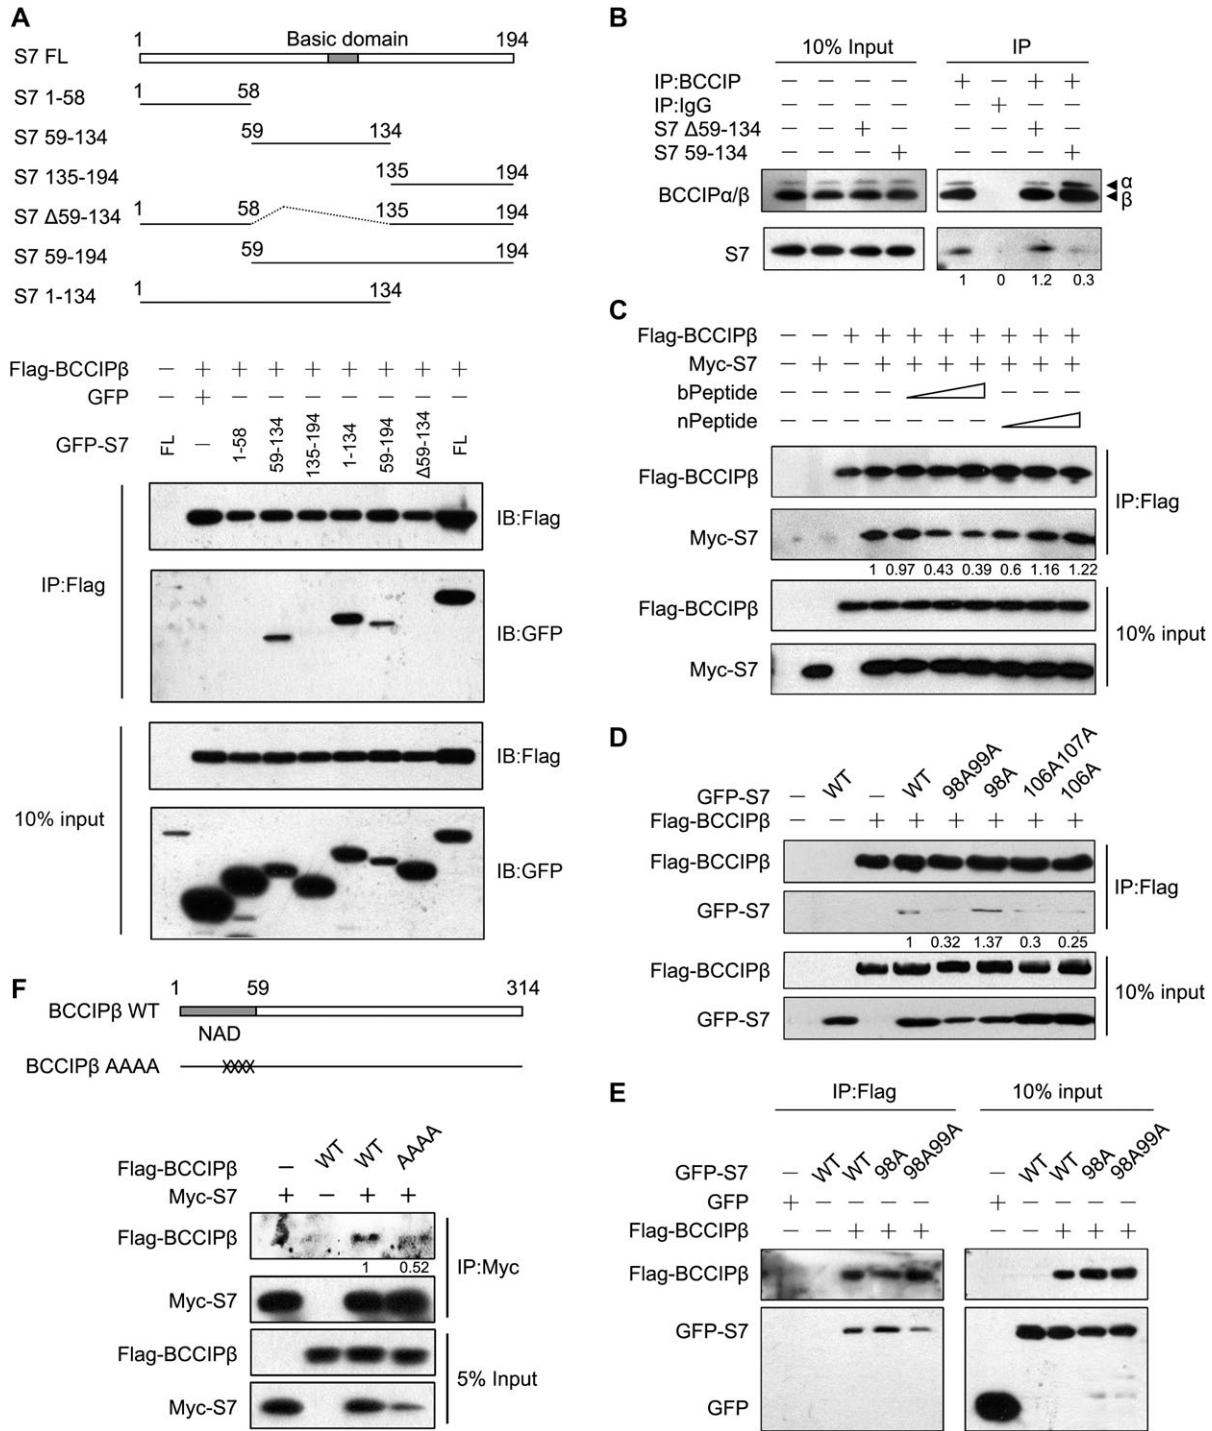 A
1 Basic domain 194
S7 FL
S7 1-58 1 58
S7 59-134 59 134
S7 135-194 135 194
S7 Δ59-134 1 58 135 194
S7 59-194 59 194
S7 1-134 1 134
Flag-BCCIPβ – + + + + + + + +
GFP – + – – – – – – –
GFP-S7 FL – 1-58 59-134 135-194 1-134 59-194 Δ59-134 FL
IP:Flag
IB:Flag
IB:GFP
10% input
IB:Flag
IB:GFP
B
10% Input IP
IP:BCCIP – – – – + – + +
IP:IgG – – – – – + – –
S7 Δ59-134 – – + – – – + –
S7 59-134 – – – + – – – +
BCCIPα/β α
β
S7
1 0 1.2 0.3
C
Flag-BCCIPβ – – + + + + + + + +
Myc-S7 – + – + + + + + + +
bPeptide – – – – – – –
nPeptide – – – – – – –
Flag-BCCIPβ
Myc-S7
IP:Flag
1 0.97 0.43 0.39 0.6 1.16 1.22
Flag-BCCIPβ
Myc-S7
10% input
D
GFP-S7 – WT – WT 98A99A 98A 106A107A 106A
Flag-BCCIPβ – – + + + + + +
Flag-BCCIPβ
GFP-S7
IP:Flag
1 0.32 1.37 0.3 0.25
Flag-BCCIPβ
GFP-S7
10% input
E
IP:Flag 10% input
GFP-S7 – WT WT 98A 98A99A – WT WT 98A 98A99A
GFP + – – – – + – – – –
Flag-BCCIPβ – – + + + – – + + +
Flag-BCCIPβ
GFP-S7
GFP
F
1 59 314
BCCIPβ WT
NAD
BCCIPβ AAAA XXXX
Flag-BCCIPβ – WT WT AAAA
Myc-S7 + – + +
Flag-BCCIPβ
1 0.52
IP:Myc
Myc-S7
Flag-BCCIPβ
5% Input
Myc-S7